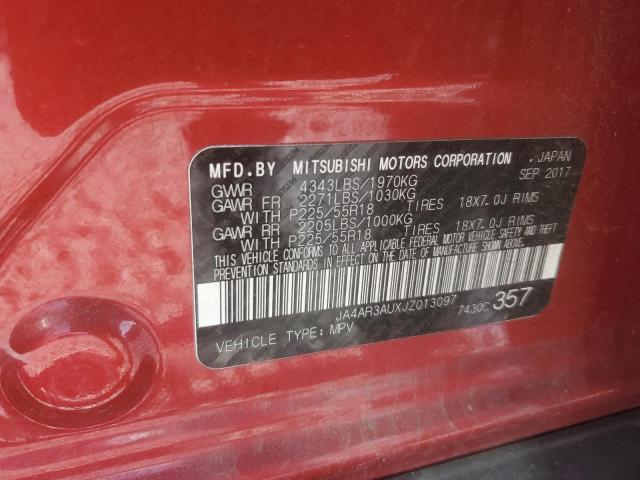 MFD.BY MITSUBISHI MOTORS CORPORATION . JAPAN
GVWR 4343LBS/1970KG SEP 2017
GAWR FR 2271LBS/1030KG
WITH P225/55R18 TIRES 18X7.0J RIMS
GAWR RR 2205LBS/1000KG
WITH P225/55R18 TIRES 18X7.0J RIMS
THIS VEHICLE CONFORMS TO ALL APPLICABLE FEDERAL MOTOR VEHICLE SAFETY AND THEFT
PREVENTION STANDARDS IN EFFECT ON THE DATE OF MANUFACTURE SHOWN ABOVE.
JA4AR3AUXJZ013097 7430C 357
VEHICLE TYPE: MPV